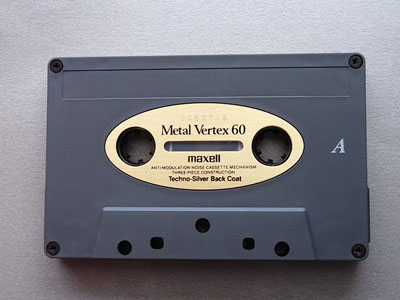 Metal Vertex 60
maxell
ANTI-MODULATION NOISE CASSETTE MECHANISM
THREE-PIECE CONSTRUCTION
Techno-Silver Back Coat
A